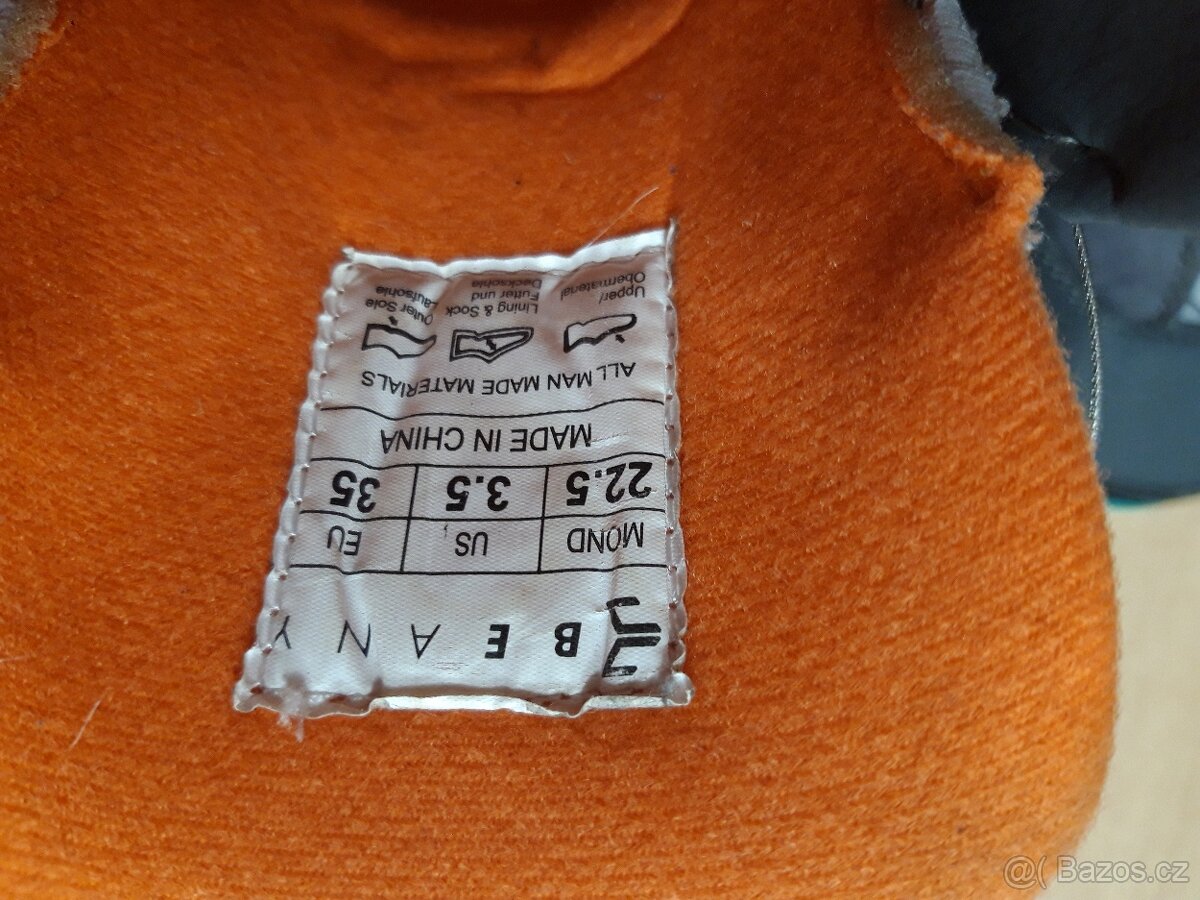 BEANY
MOND US EU
22.5 3.5 35
MADE IN CHINA
ALL MAN MADE MATERIALS
Upper/ Lining & Sock Outer Sole
Obermaterial Futter und Laufsohle
Decksohle
@( Bazos.cz